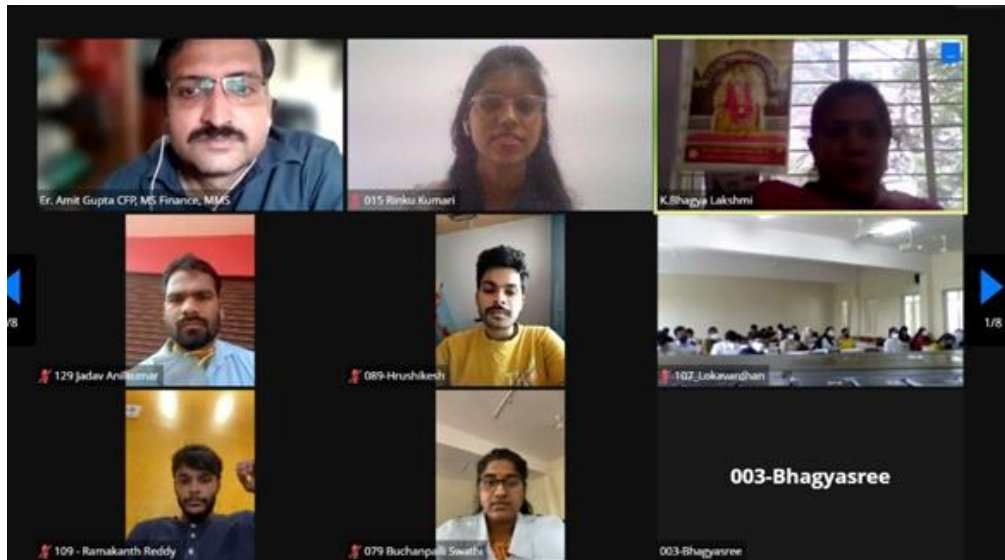 Er. Amit Gupta CFP, MS Finance, MMS
015 Rinku Kumari
K.Bhagya Lakshmi
129 Jadav Anilkumar
089-Hrushikesh
107_Lokavardhan
/8
1/8
109 - Ramakanth Reddy
079 Buchanpalli Swathi
003-Bhagyasree
003-Bhagyasree